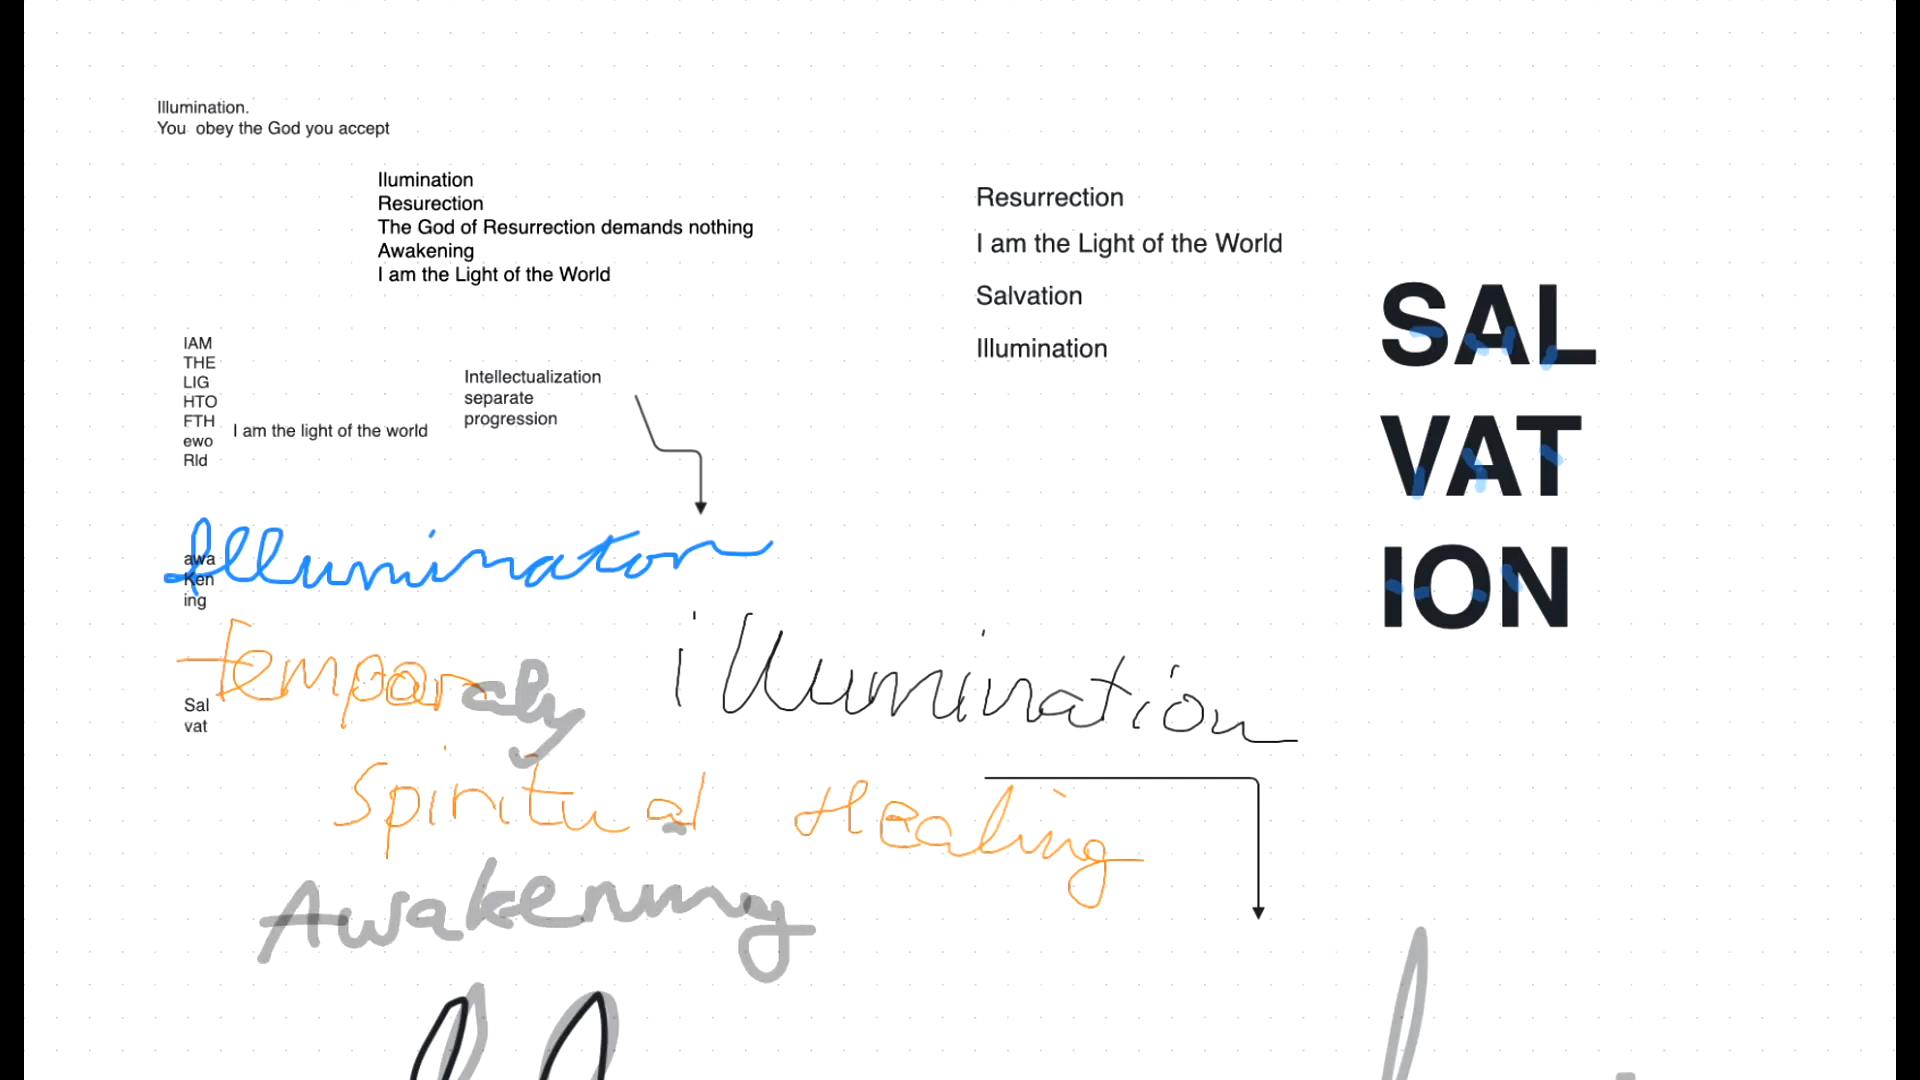 Illumination.
You obey the God you accept
Ilumination
Resurection
The God of Resurrection demands nothing
Awakening
I am the Light of the World
Resurrection
I am the Light of the World
Salvation
Illumination
SAL
VAT
ION
IAM
THE
LIG
HTO
FTH
ewo
Rld
I am the light of the world
Intellectualization
separate
progression
Illuminaton
awa
Ken
ing
temporaly
illumination
Sal
vat
Spiritual Healing
Awakening